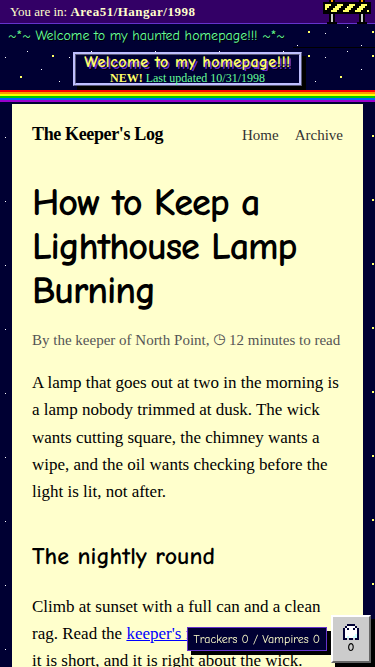 You are in: Area51/Hangar/1998
~*~ Welcome to my haunted homepage!!! ~*~
Welcome to my homepage!!!
NEW! Last updated 10/31/1998
The Keeper's Log
Home Archive
How to Keep a
Lighthouse Lamp
Burning
By the keeper of North Point, 12 minutes to read
A lamp that goes out at two in the morning is
a lamp nobody trimmed at dusk. The wick
wants cutting square, the chimney wants a
wipe, and the oil wants checking before the
light is lit, not after.
The nightly round
Climb at sunset with a full can and a clean
rag. Read the keeper's
Trackers 0 / Vampires 0
0
it is short, and it is right about the wick.